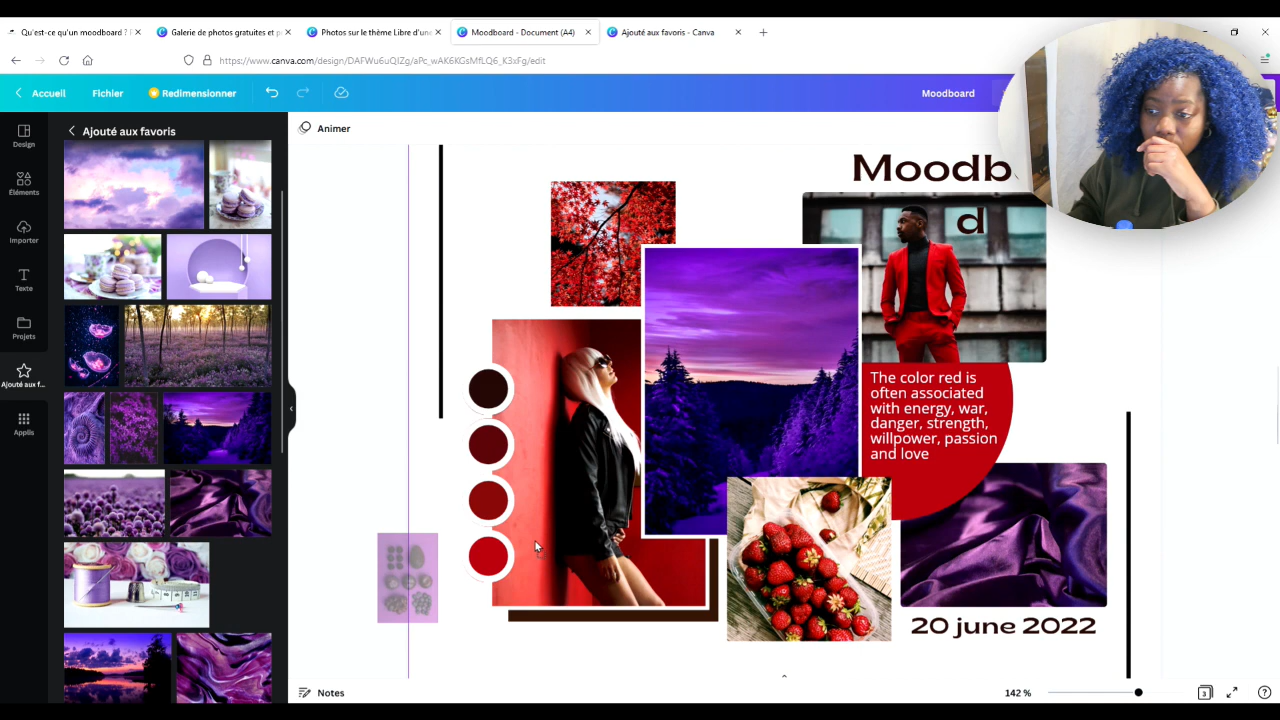 Qu'est-ce qu'un moodboard ?
Galerie de photos gratuites et
Photos sur le thème Libre d'une
Moodboard - Document (A4)
Ajouté aux favoris - Canva
https://www.canva.com/design/DAFWu6uQIZg/aPc_wAK6KGsMfLQ6_K3xFg/edit
Accueil
Fichier
Redimensionner
Moodboard
Design
Éléments
Importer
Texte
Projets
Ajouté aux f...
Applis
Ajouté aux favoris
Animer
Moodb
d
The color red is
often associated
with energy, war,
danger, strength,
willpower, passion
and love
20 june 2022
Notes
142 %
3